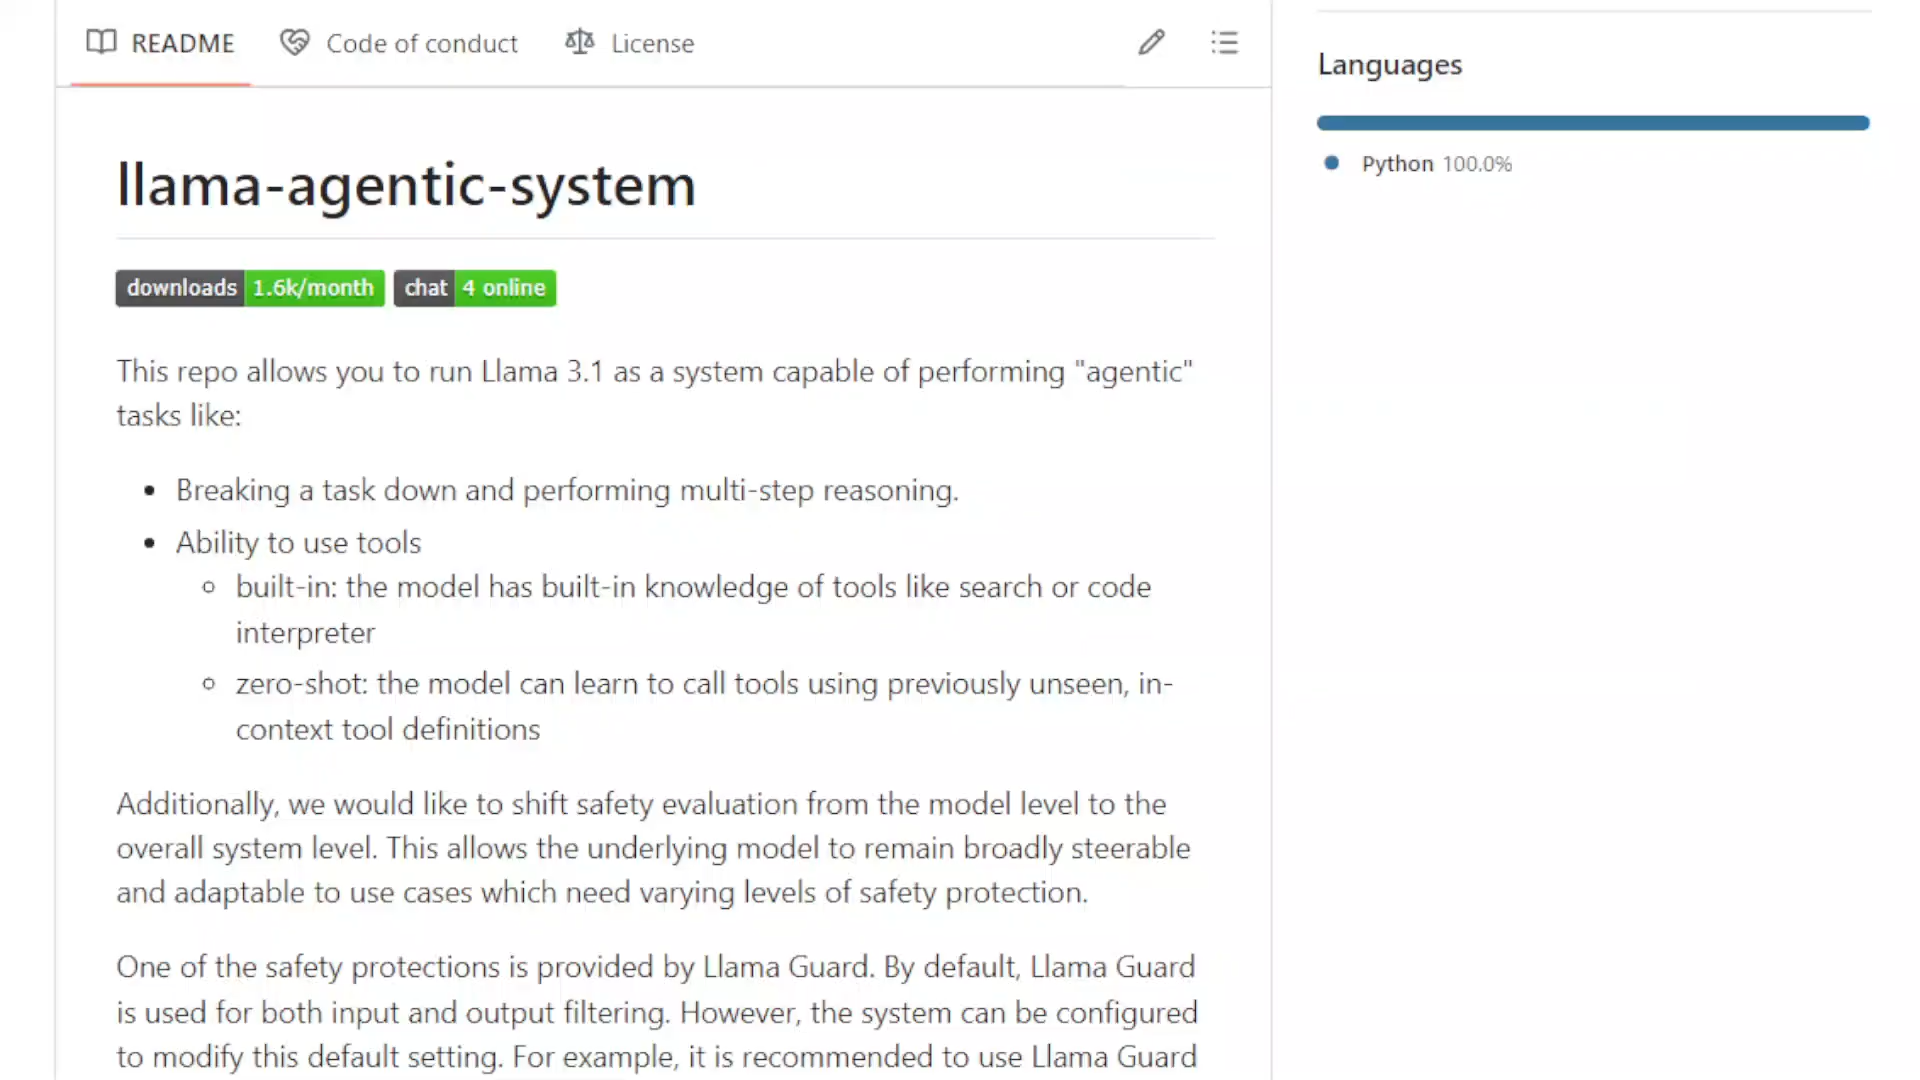 README Code of conduct License
Languages
Python 100.0%
llama-agentic-system
downloads 1.6k/month chat 4 online
This repo allows you to run Llama 3.1 as a system capable of performing "agentic"
tasks like:
Breaking a task down and performing multi-step reasoning.
Ability to use tools
built-in: the model has built-in knowledge of tools like search or code
interpreter
zero-shot: the model can learn to call tools using previously unseen, in-
context tool definitions
Additionally, we would like to shift safety evaluation from the model level to the
overall system level. This allows the underlying model to remain broadly steerable
and adaptable to use cases which need varying levels of safety protection.
One of the safety protections is provided by Llama Guard. By default, Llama Guard
is used for both input and output filtering. However, the system can be configured
to modify this default setting. For example, it is recommended to use Llama Guard